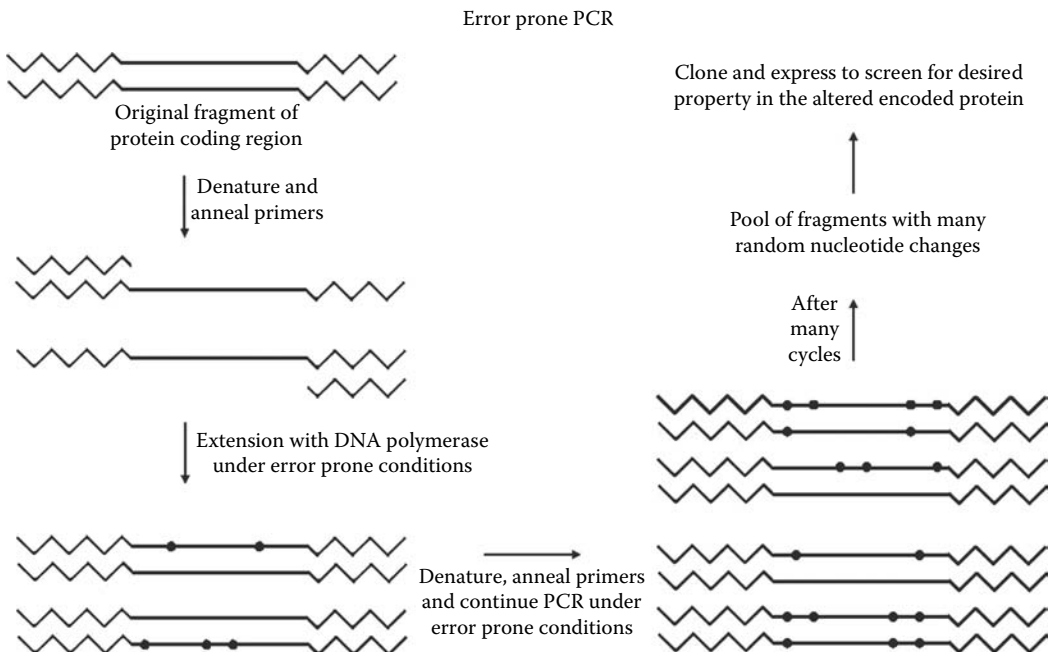 Error prone PCR
Original fragment of
protein coding region
Denature and
anneal primers
Extension with DNA polymerase
under error prone conditions
Denature, anneal primers
and continue PCR under
error prone conditions
After
many
cycles
Pool of fragments with many
random nucleotide changes
Clone and express to screen for desired
property in the altered encoded protein